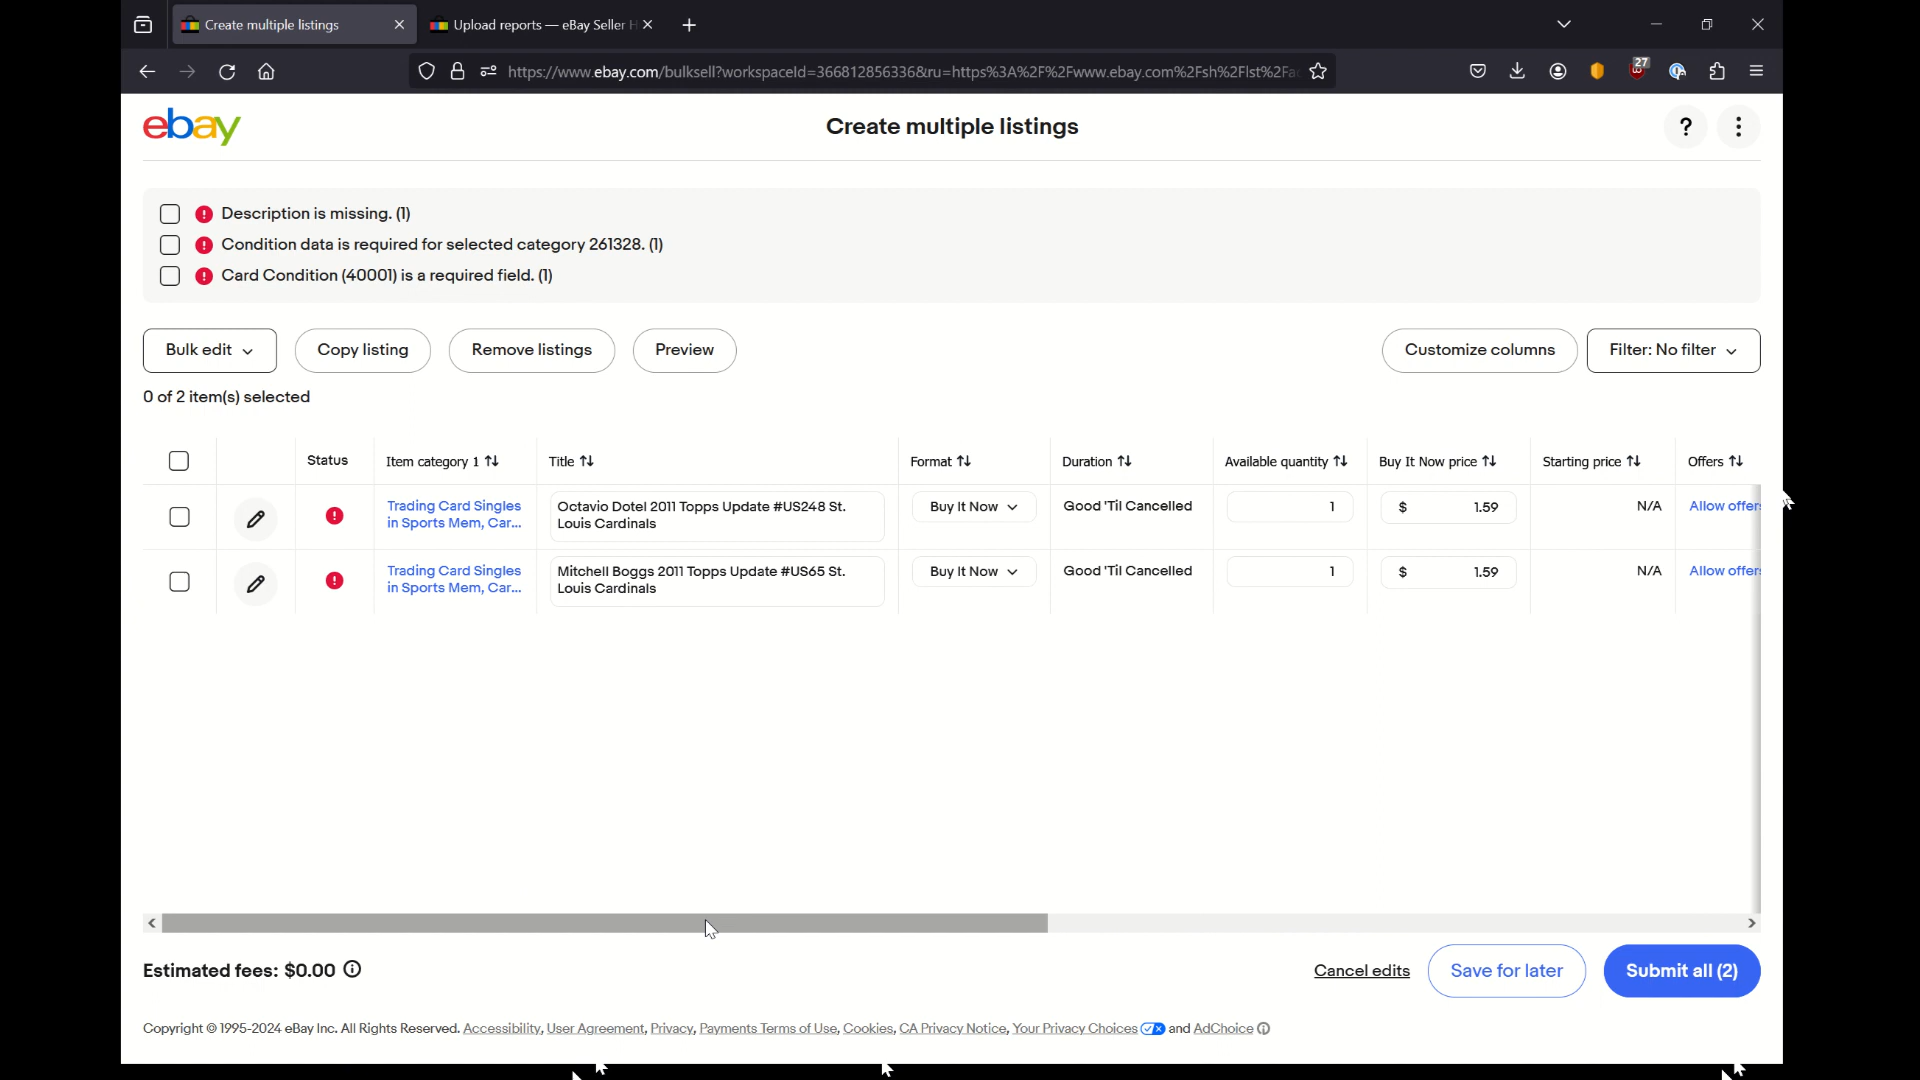 Create multiple listings
Upload reports — eBay Seller H
https://www.ebay.com/bulksell?workspaceId=366812856336&ru=https%3A%2F%2Fwww.ebay.com%2Fsh%2Flst%2Fa
27
ebay
Create multiple listings
?
Description is missing. (1)
Condition data is required for selected category 261328. (1)
Card Condition (40001) is a required field. (1)
Bulk edit
Copy listing
Remove listings
Preview
Customize columns
Filter: No filter
0 of 2 item(s) selected
Status
Item category 1
Title
Format
Duration
Available quantity
Buy It Now price
Starting price
Offers
Trading Card Singles
in Sports Mem, Car...
Octavio Dotel 2011 Topps Update #US248 St.
Louis Cardinals
Buy It Now
Good 'Til Cancelled
1
$ 1.59
N/A
Allow offer
Trading Card Singles
in Sports Mem, Car...
Mitchell Boggs 2011 Topps Update #US65 St.
Louis Cardinals
Buy It Now
Good 'Til Cancelled
1
$ 1.59
N/A
Allow offer
Estimated fees: $0.00
Cancel edits
Save for later
Submit all (2)
Copyright © 1995-2024 eBay Inc. All Rights Reserved. Accessibility, User Agreement, Privacy, Payments Terms of Use, Cookies, CA Privacy Notice, Your Privacy Choices and AdChoice